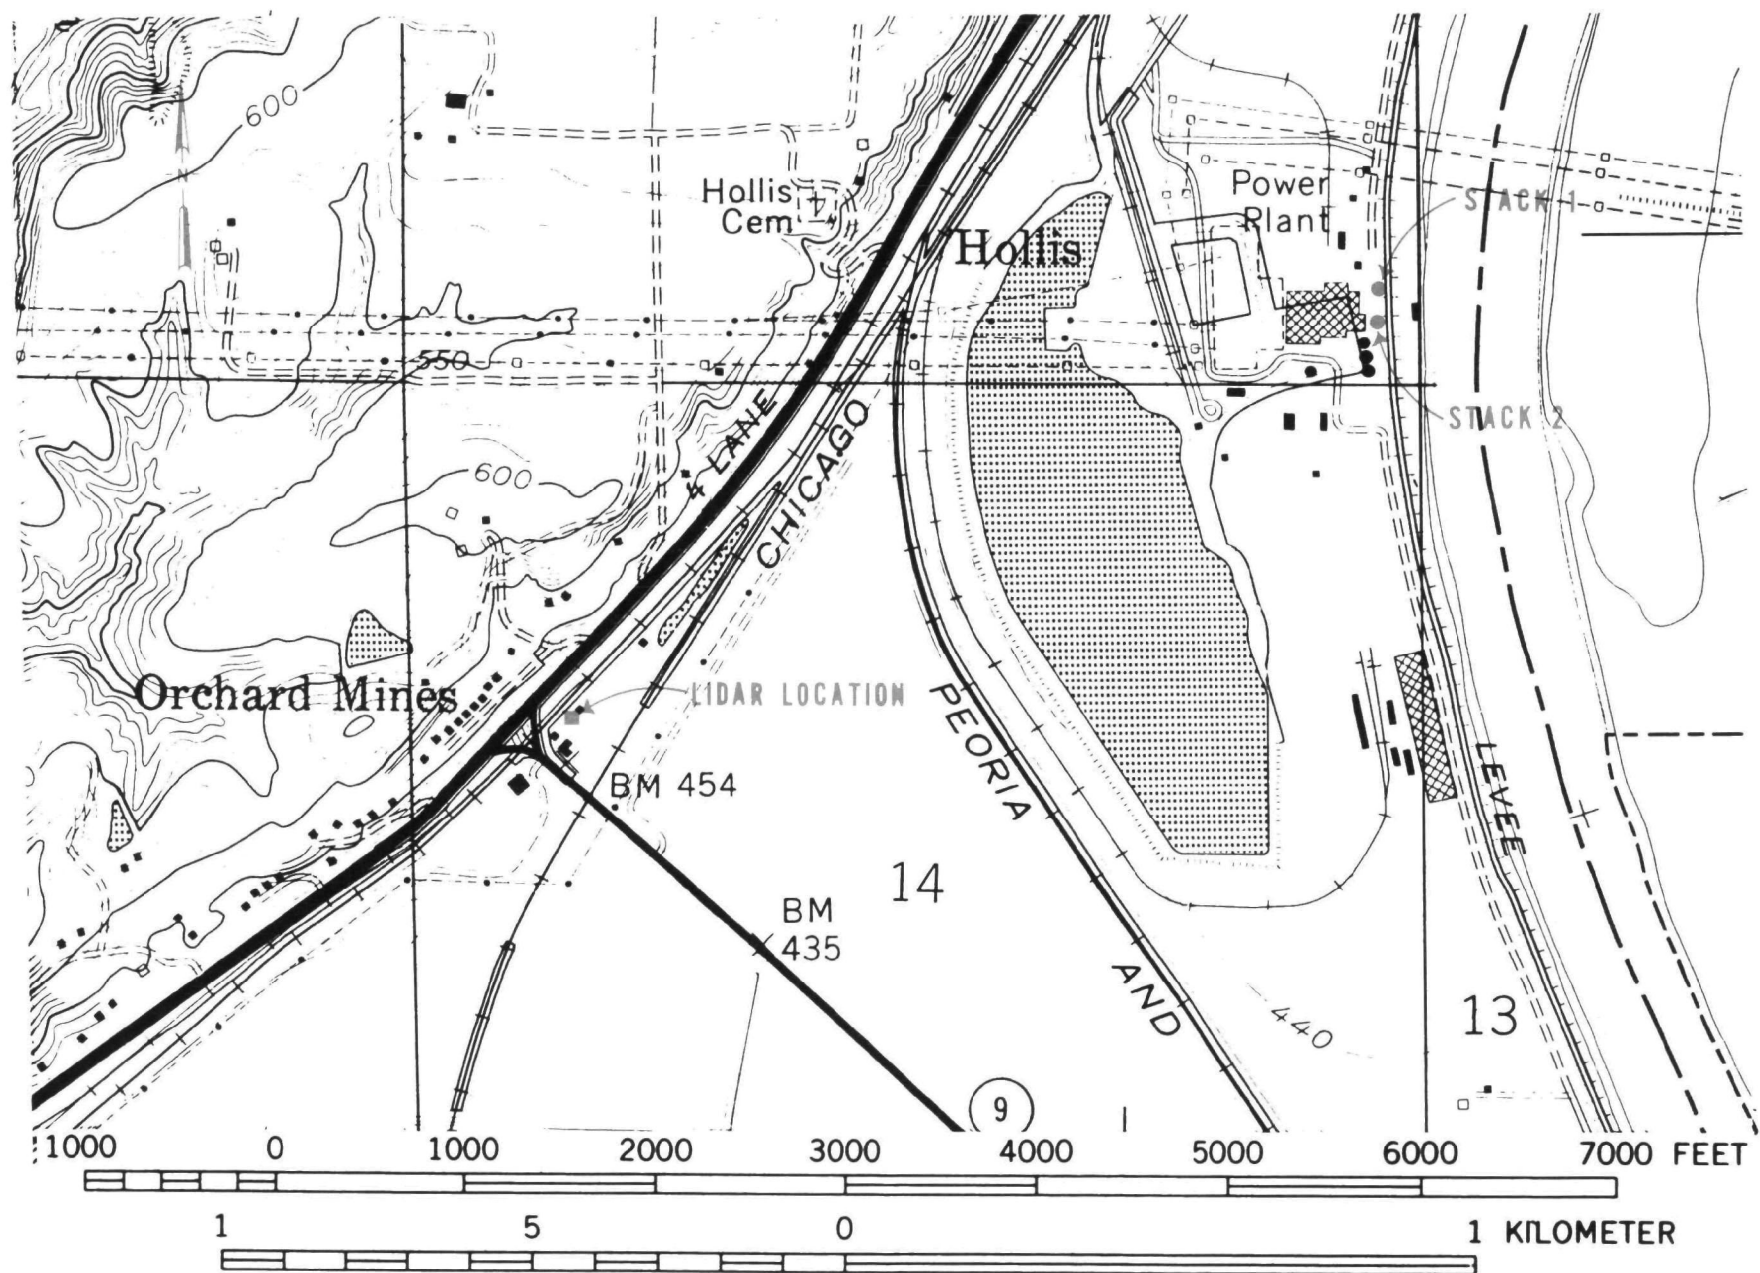 600
N
Hollis
Cem
Power
Plant
STACK 1
Hollis
550
4 LANE
CHICAGO
STACK 2
600
Orchard Mines
LIDAR LOCATION
PEORIA
LEVEE
BM 454
14
BM
435
AND
440
13
9
1000 0 1000 2000 3000 4000 5000 6000 7000 FEET
1 5 0 1 KILOMETER